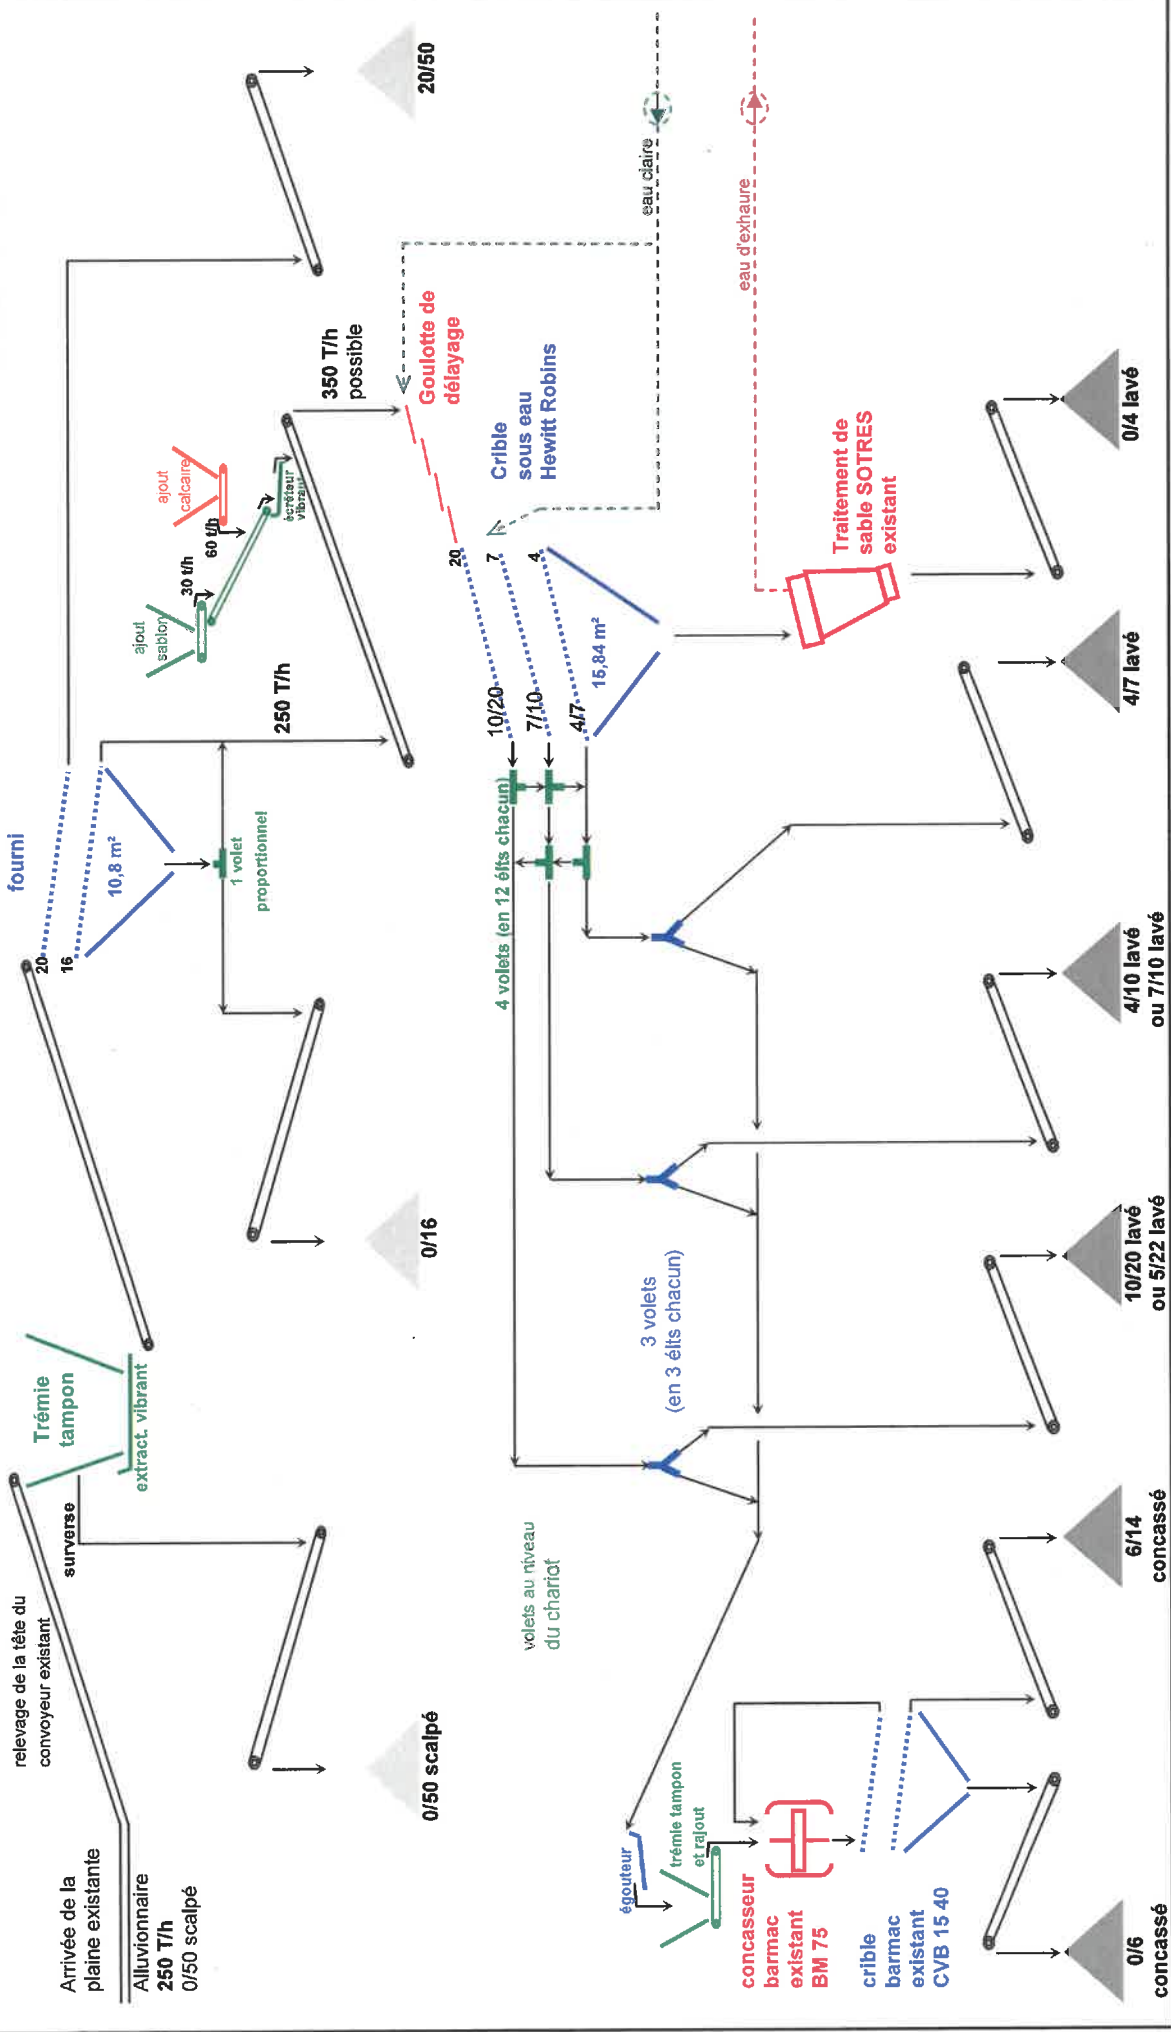 relevage de la tête du
convoyeur existant
Arrivée de la
plaine existante
Alluvionnaire
250 T/h
0/50 scalpé
surverse
Trémie
tampon
extract. vibrant
0/50 scalpé
0/16
fourni
20
16
10,8 m²
1 volet
proportionnel
250 T/h
ajout
sablon
30 t/h
ajout
calcaire
60 t/h
écrêteur
vibrant
350 T/h
possible
20/50
Goulotte de
délayage
Crible
sous eau
Hewitt Robins
20
7
4
10/20
7/10
4/7
15,84 m²
eau claire
eau d'exhaure
4 volets (en 12 élts chacun)
volets au niveau
du chariot
3 volets
(en 3 élts chacun)
Traitement de
sable SOTRES
existant
égouteur
trémie tampon
et rajout
concasseur
barmac
existant
BM 75
crible
barmac
existant
CVB 15 40
0/6
concassé
6/14
concassé
10/20 lavé
ou 5/22 lavé
4/10 lavé
ou 7/10 lavé
4/7 lavé
0/4 lavé